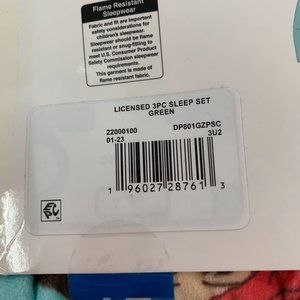 Flame Resistant
Sleepwear
Fabric and fit are important
safety considerations for
children's sleepwear.
Sleepwear should be flame
resistant or snug-fitting to
meet U.S. Consumer Product
Safety Commission sleepwear
requirements.
This garment is made of
flame resistant fabric.
LICENSED 3PC SLEEP SET
GREEN
22000100 DP801GZPSC
01-23 3U2
1 96027 28761 3